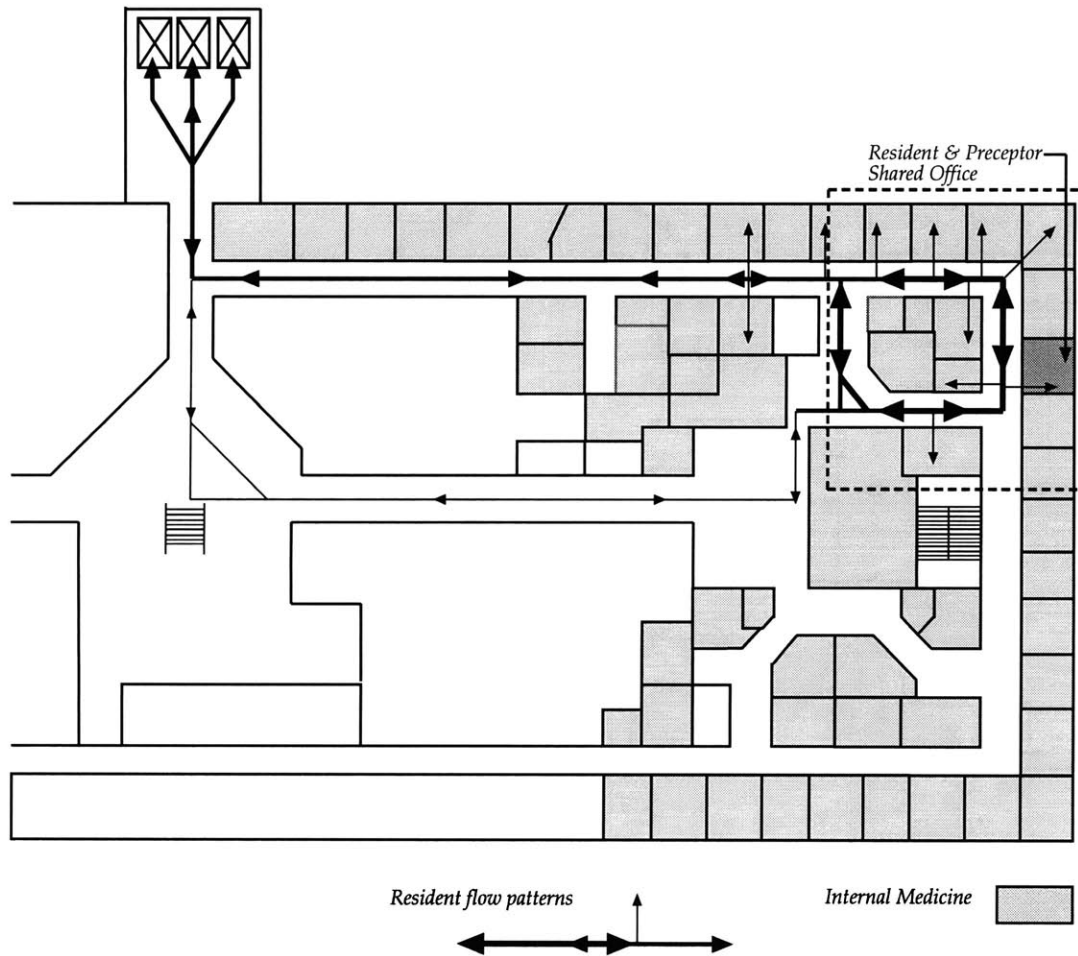 Resident & Preceptor
Shared Office
Resident flow patterns
Internal Medicine